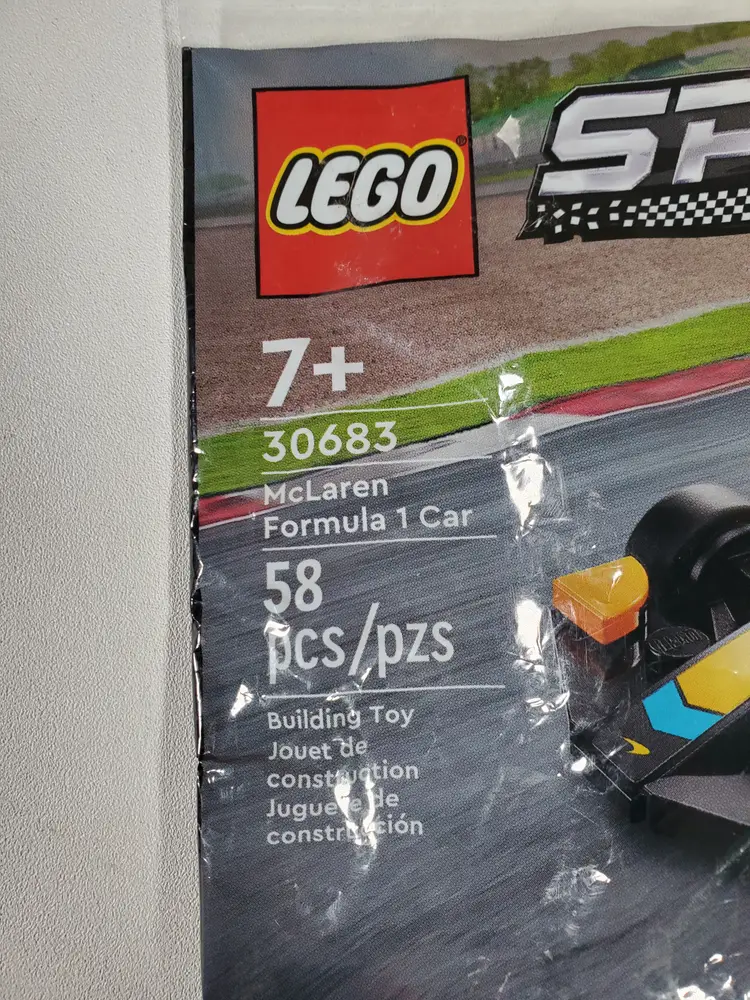 LEGO
7+
30683
McLaren
Formula 1 Car
58
pcs/pzs
Building Toy
Jouet de
construction
Juguete de
construcción